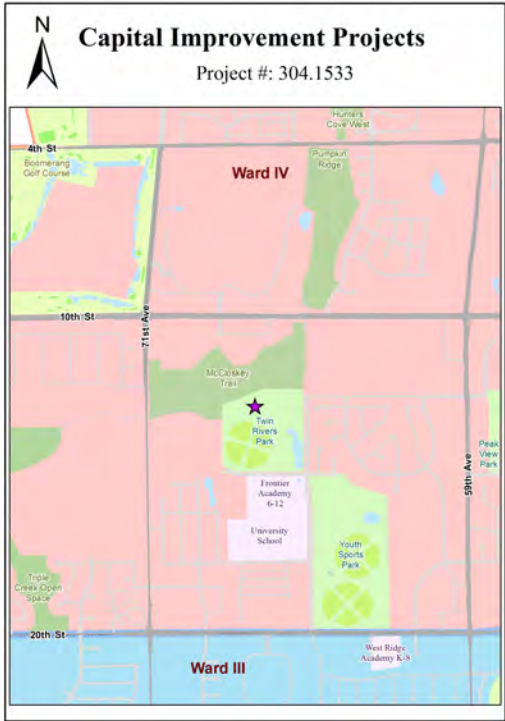 N
Capital Improvement Projects
Project #: 304.1533
Hunters
Cove West
4th St
Boomerang
Golf Course
Pumpkin
Ridge
Ward IV
10th St
71st Ave
McCloskey
Trail
Twin
Rivers
Park
Peak
View
Park
59th Ave
Frontier
Academy
6-12
University
School
Youth
Sports
Park
Triple
Creek Open
Space
20th St
West Ridge
Academy K-8
Ward III